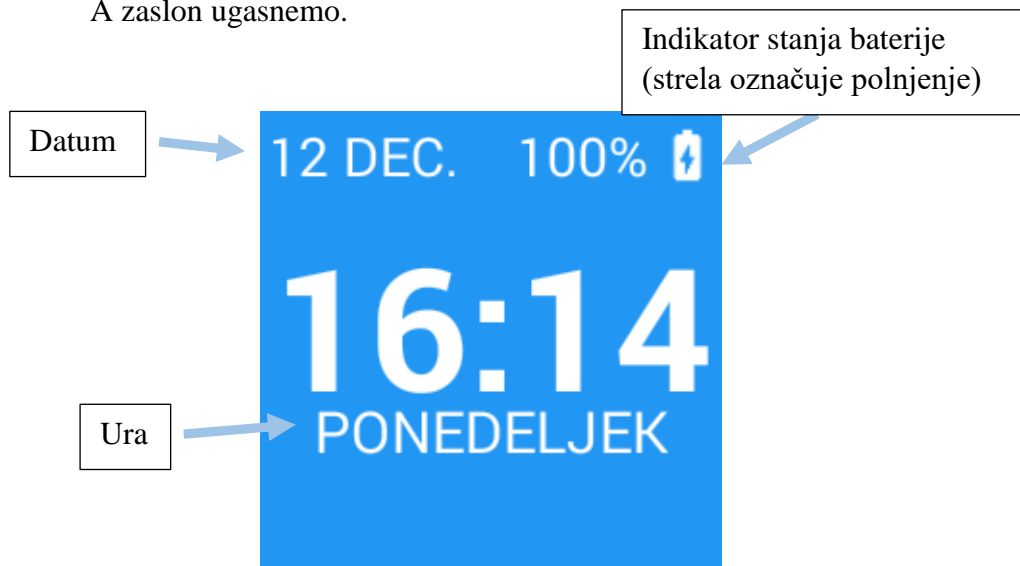 A zaslon ugasnemo.
Indikator stanja baterije
(strela označuje polnjenje)
Datum
12 DEC. 100%
16:14
Ura
PONEDELJEK